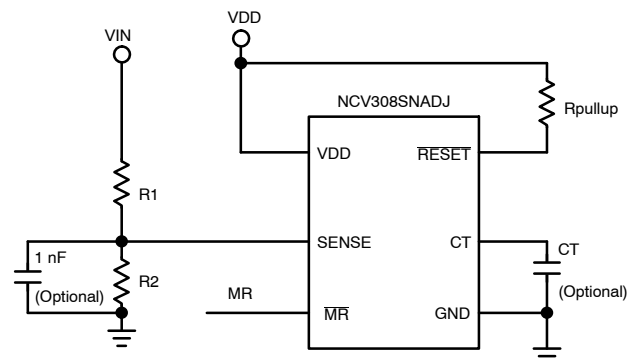 VDD
VIN
NCV308SNADJ
Rpullup
VDD
RESET
R1
1 nF
SENSE
CT
CT
R2
(Optional)
(Optional)
MR
MR
GND